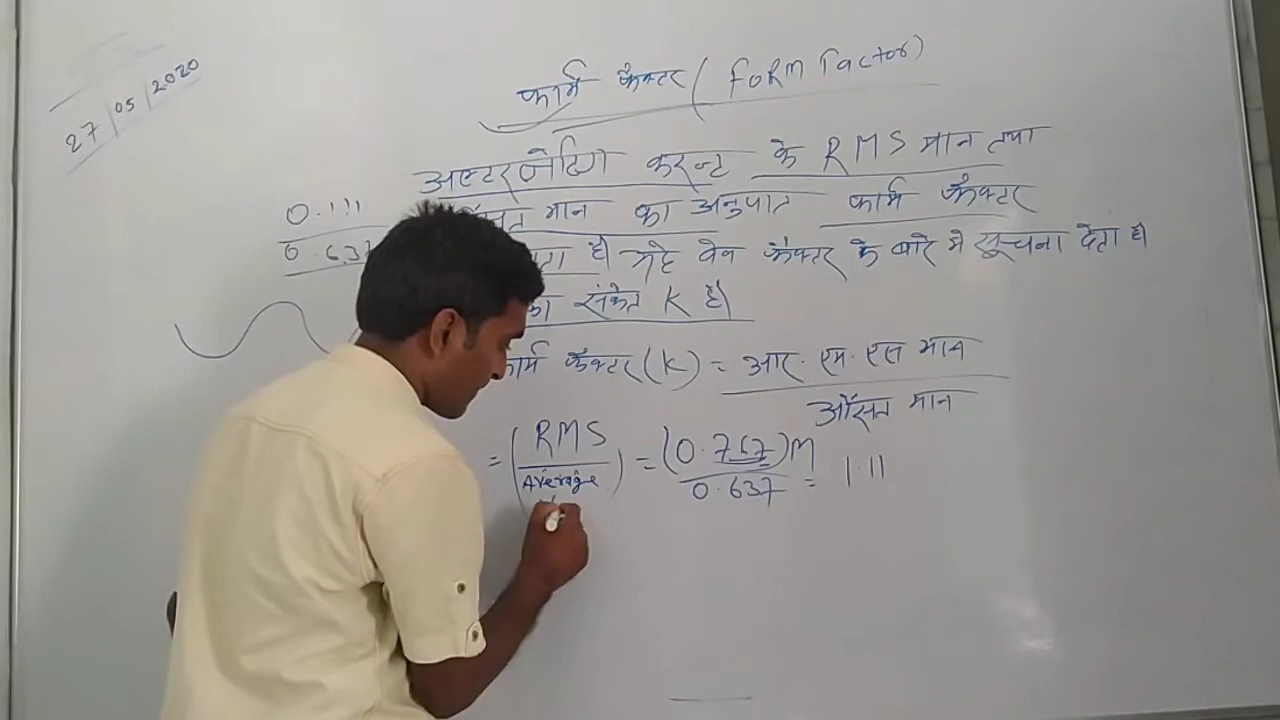 27/05/2020
फार्म फैक्टर (FORM Factor)
अल्टरनेटिंग करन्ट के RMS मान तथा
मान का अनुपात फार्म फैक्टर
है। यहे वेव फैक्टर के बारे मे सूचना देता है।
का संकेत K है।
0.111
0.637
फार्म फैक्टर (K) = आर. एम. एस मान
औसत मान
= (RMS / Average) = (0.767)M / 0.637 = 1.11